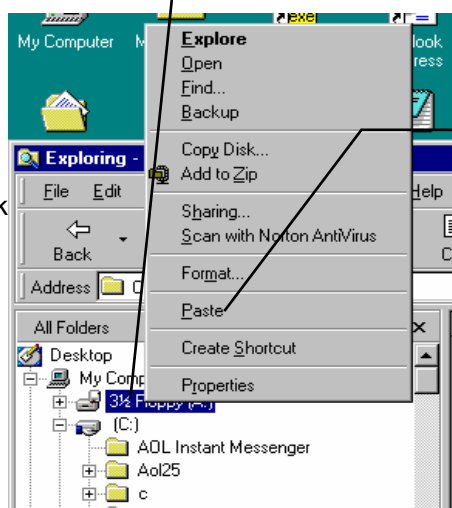 exe
My Computer M look
ress
Explore
Open
Find...
Backup
Exploring -
Copy Disk...
Add to Zip
k File Edit Help
Sharing...
Scan with Norton AntiVirus
Back C
Format...
Address C
Paste
All Folders
Create Shortcut
Desktop
My Comp
Properties
3½ Floppy (A:)
(C:)
AOL Instant Messenger
Aol25
c